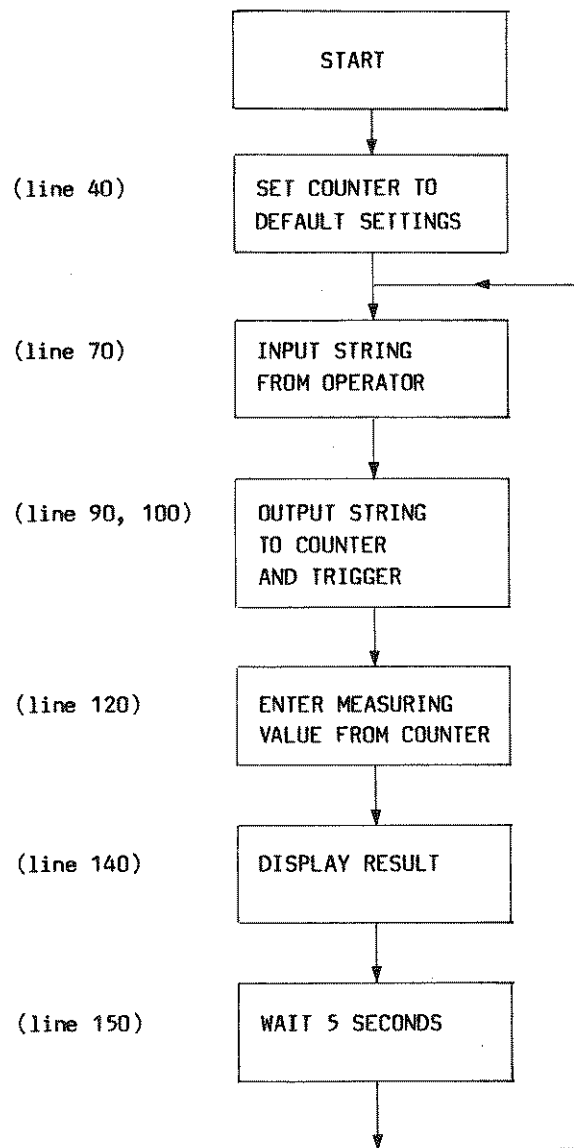 START
(line 40)
SET COUNTER TO
DEFAULT SETTINGS
(line 70)
INPUT STRING
FROM OPERATOR
(line 90, 100)
OUTPUT STRING
TO COUNTER
AND TRIGGER
(line 120)
ENTER MEASURING
VALUE FROM COUNTER
(line 140)
DISPLAY RESULT
(line 150)
WAIT 5 SECONDS